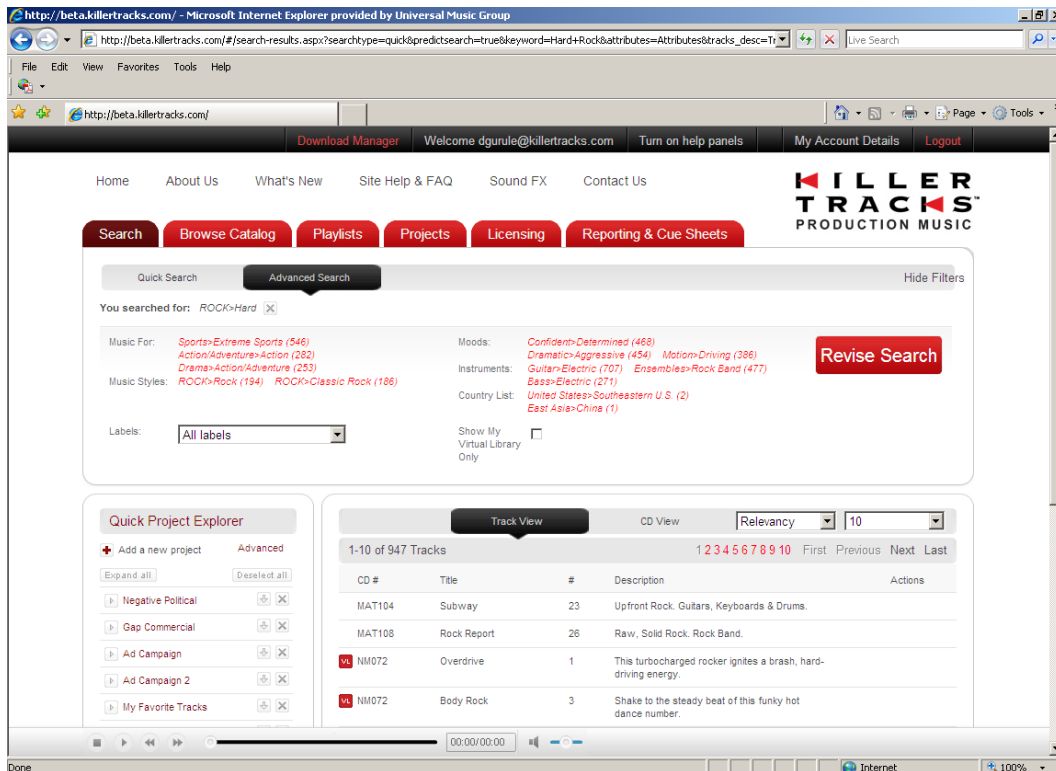 http://beta.killertracks.com/ - Microsoft Internet Explorer provided by Universal Music Group
http://beta.killertracks.com/#/search-results.aspx?searchtype=quick&predictsearch=true&keyword=Hard+Rock&attributes=Attributes&tracks_desc=Tr
Live Search
File Edit View Favorites Tools Help
http://beta.killertracks.com/
Page Tools
Download Manager Welcome dgurule@killertracks.com Turn on help panels My Account Details Logout
Home About Us What's New Site Help & FAQ Sound FX Contact Us
KILLER
TRACKS™
PRODUCTION MUSIC
Search Browse Catalog Playlists Projects Licensing Reporting & Cue Sheets
Quick Search Advanced Search Hide Filters
You searched for: ROCK>Hard
Music For: Sports>Extreme Sports (546)
Action/Adventure>Action (282)
Drama>Action/Adventure (253)
Music Styles: ROCK>Rock (194) ROCK>Classic Rock (186)
Moods: Confident>Determined (468)
Dramatic>Aggressive (454) Motion>Driving (386)
Instruments: Guitar>Electric (707) Ensembles>Rock Band (477)
Bass>Electric (271)
Country List: United States>Southeastern U.S. (2)
East Asia>China (1)
Revise Search
Labels: All labels
Show My
Virtual Library
Only
Quick Project Explorer
Add a new project Advanced
Expand all Deselect all
Negative Political
Gap Commercial
Ad Campaign
Ad Campaign 2
My Favorite Tracks
Track View CD View Relevancy 10
1-10 of 947 Tracks 1 2 3 4 5 6 7 8 9 10 First Previous Next Last
CD # Title # Description Actions
MAT104 Subway 23 Upfront Rock. Guitars, Keyboards & Drums.
MAT108 Rock Report 26 Raw, Solid Rock. Rock Band.
VL NM072 Overdrive 1 This turbocharged rocker ignites a brash, hard-
driving energy.
VL NM072 Body Rock 3 Shake to the steady beat of this funky hot
dance number.
00:00/00:00
Done Internet 100%